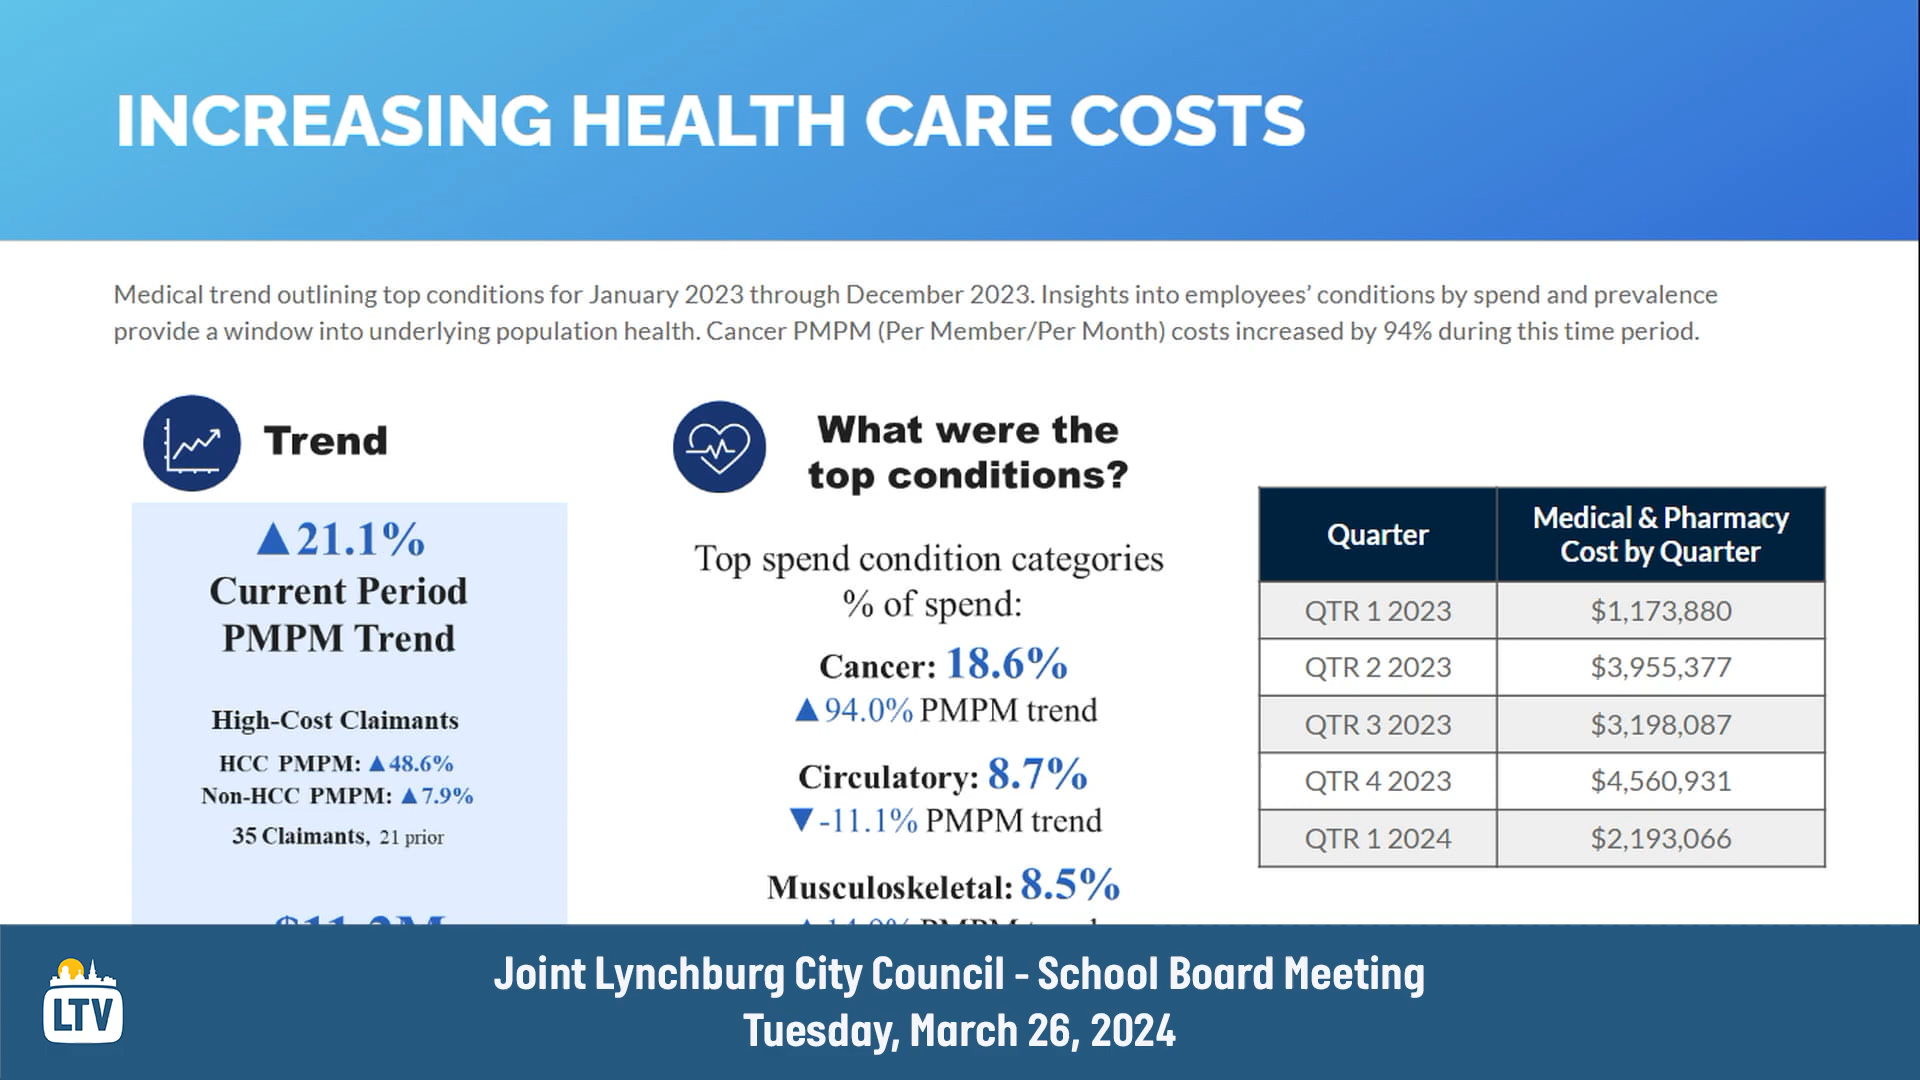 INCREASING HEALTH CARE COSTS
Medical trend outlining top conditions for January 2023 through December 2023. Insights into employees’ conditions by spend and prevalence
provide a window into underlying population health. Cancer PMPM (Per Member/Per Month) costs increased by 94% during this time period.
Trend
▲21.1%
Current Period
PMPM Trend
High-Cost Claimants
HCC PMPM: ▲48.6%
Non-HCC PMPM: ▲7.9%
35 Claimants, 21 prior
What were the
top conditions?
Top spend condition categories
% of spend:
Cancer: 18.6%
▲94.0% PMPM trend
Circulatory: 8.7%
▼-11.1% PMPM trend
Musculoskeletal: 8.5%
PMPM trend
Quarter Medical & Pharmacy
Cost by Quarter
QTR 1 2023 $1,173,880
QTR 2 2023 $3,955,377
QTR 3 2023 $3,198,087
QTR 4 2023 $4,560,931
QTR 1 2024 $2,193,066
LTV
Joint Lynchburg City Council - School Board Meeting
Tuesday, March 26, 2024